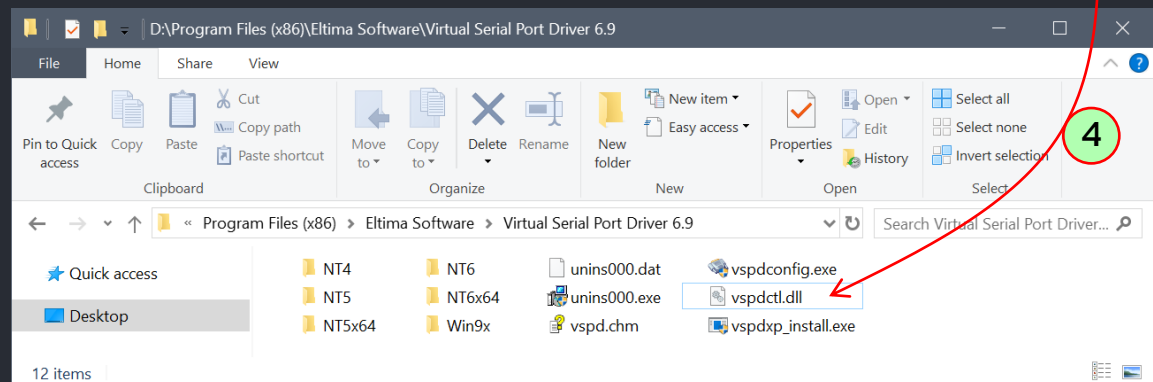 D:\Program Files (x86)\Eltima Software\Virtual Serial Port Driver 6.9
File Home Share View
Pin to Quick access
Copy
Paste
Cut
Copy path
Paste shortcut
Clipboard
Move to
Copy to
Delete
Rename
Organize
New folder
New item
Easy access
New
Properties
Open
Edit
History
Open
Select all
Select none
Invert selection
Select
4
« Program Files (x86) > Eltima Software > Virtual Serial Port Driver 6.9
Search Virtual Serial Port Driver...
Quick access
Desktop
NT4 NT6 unins000.dat vspdconfig.exe
NT5 NT6x64 unins000.exe vspdctl.dll
NT5x64 Win9x vspd.chm vspdxp_install.exe
12 items